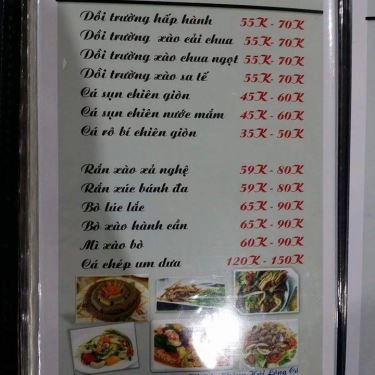 Dồi trường hấp hành 55K - 70K
Dồi trường xào cải chua 55K - 70K
Dồi trường xào chua ngọt 55K - 70K
Dồi trường xào sa tế 55K - 70K
Cá sụn chiên giòn 45K - 60K
Cá sụn chiên nước mắm 45K - 60K
Cá rô bí chiên giòn 35K - 50K
Rắn xào xả nghệ 59K - 80K
Rắn xúc bánh đa 59K - 80K
Bò lúc lắc 65K - 90K
Bò xào hành cần 65K - 90K
Mì xào bò 60K - 90K
Cá chép um dưa 120K - 150K